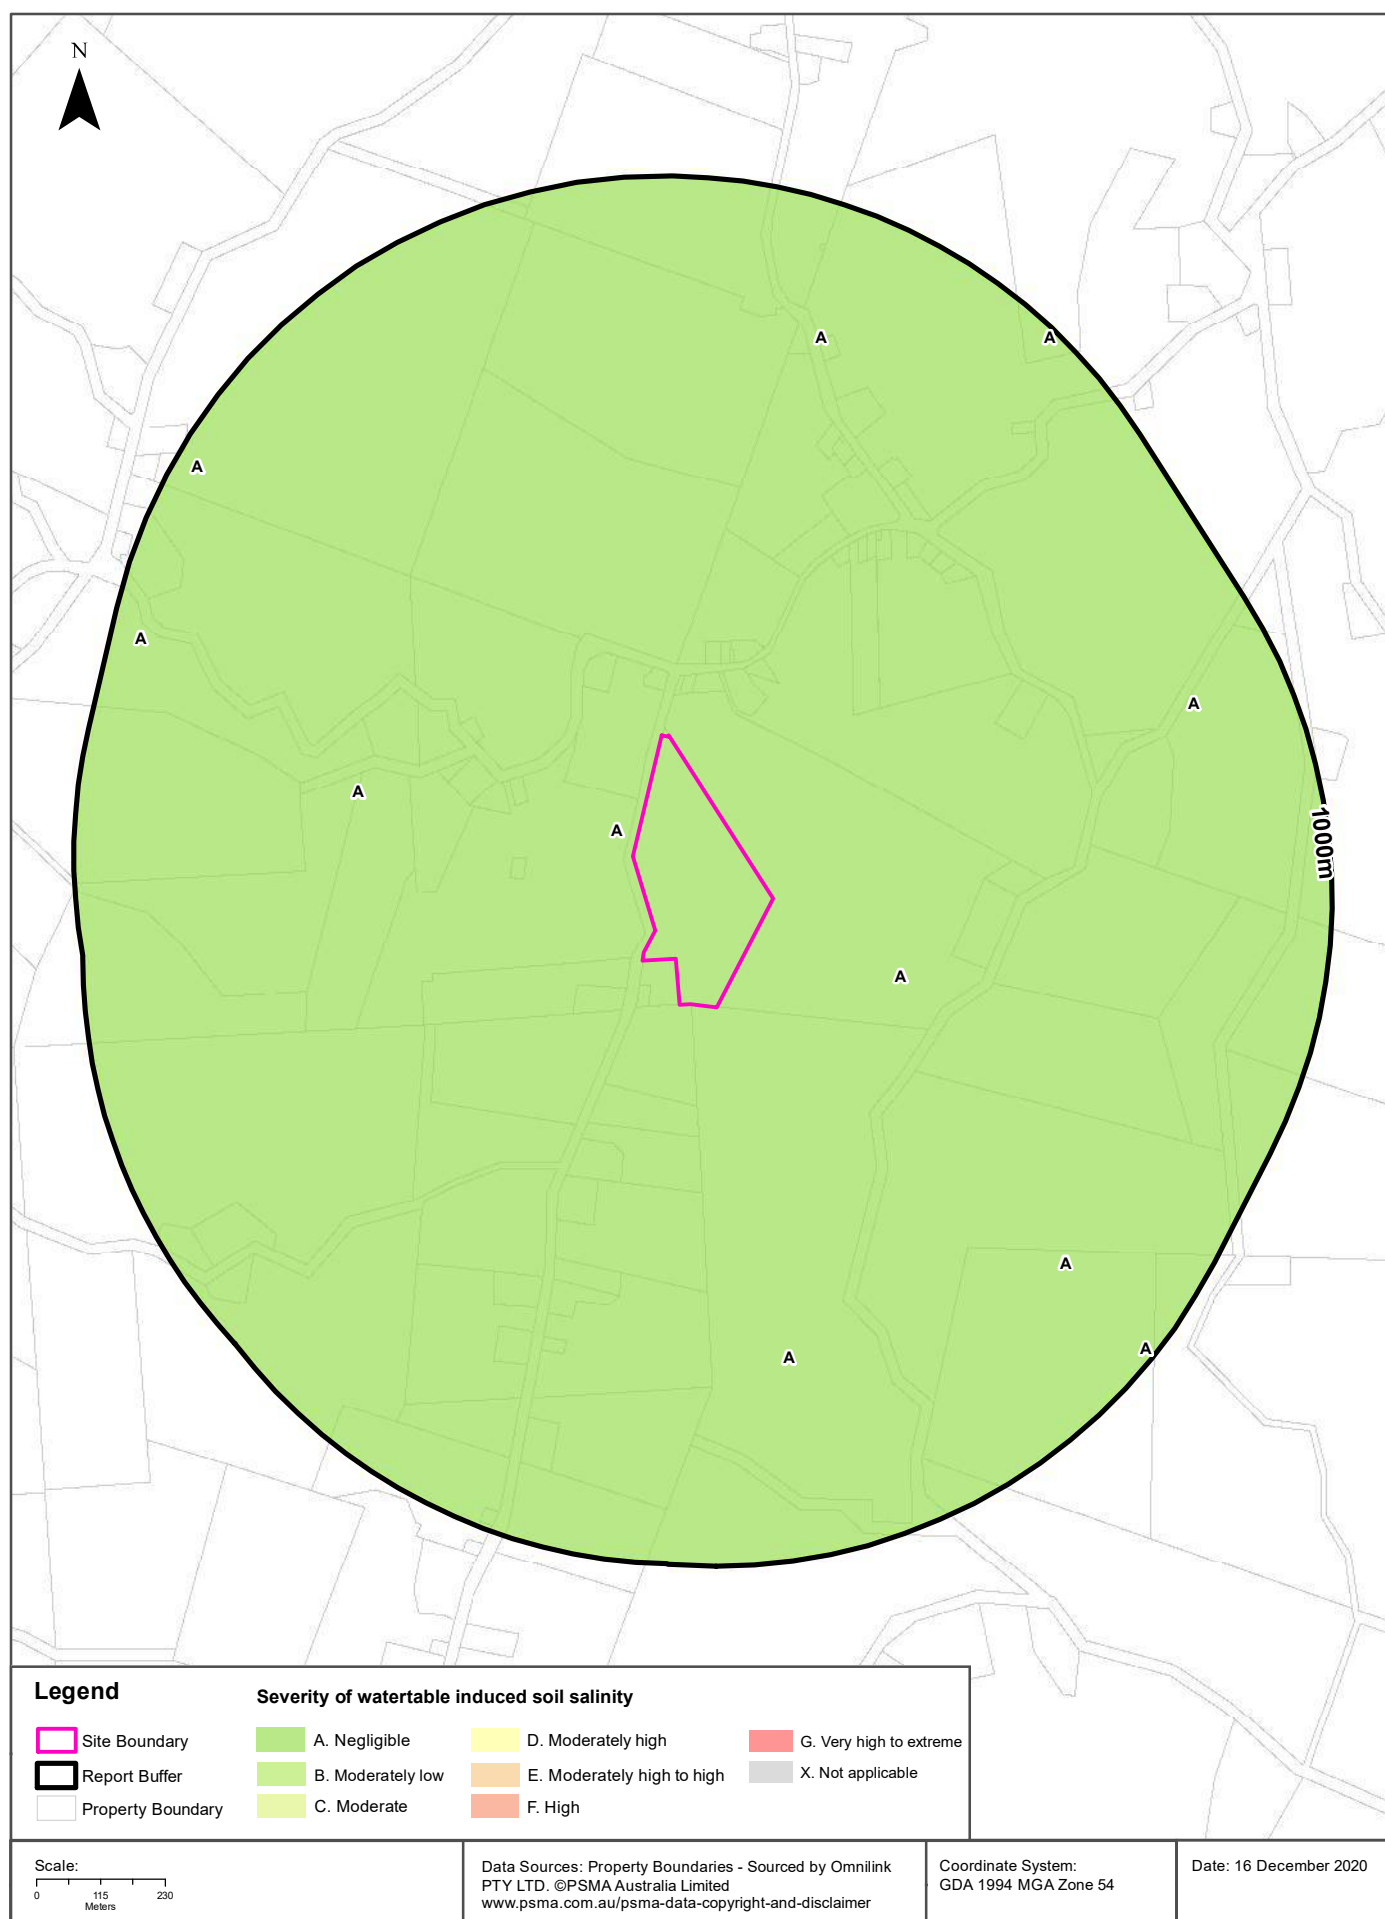 N
A
A
A
A
A
A
A
1000m
A
A
A
A
Legend
Severity of watertable induced soil salinity
Site Boundary
Report Buffer
Property Boundary
A. Negligible
B. Moderately low
C. Moderate
D. Moderately high
E. Moderately high to high
F. High
G. Very high to extreme
X. Not applicable
Scale:
0 115 230
Meters
Data Sources: Property Boundaries - Sourced by Omnilink
PTY LTD. ©PSMA Australia Limited
www.psma.com.au/psma-data-copyright-and-disclaimer
Coordinate System:
GDA 1994 MGA Zone 54
Date: 16 December 2020